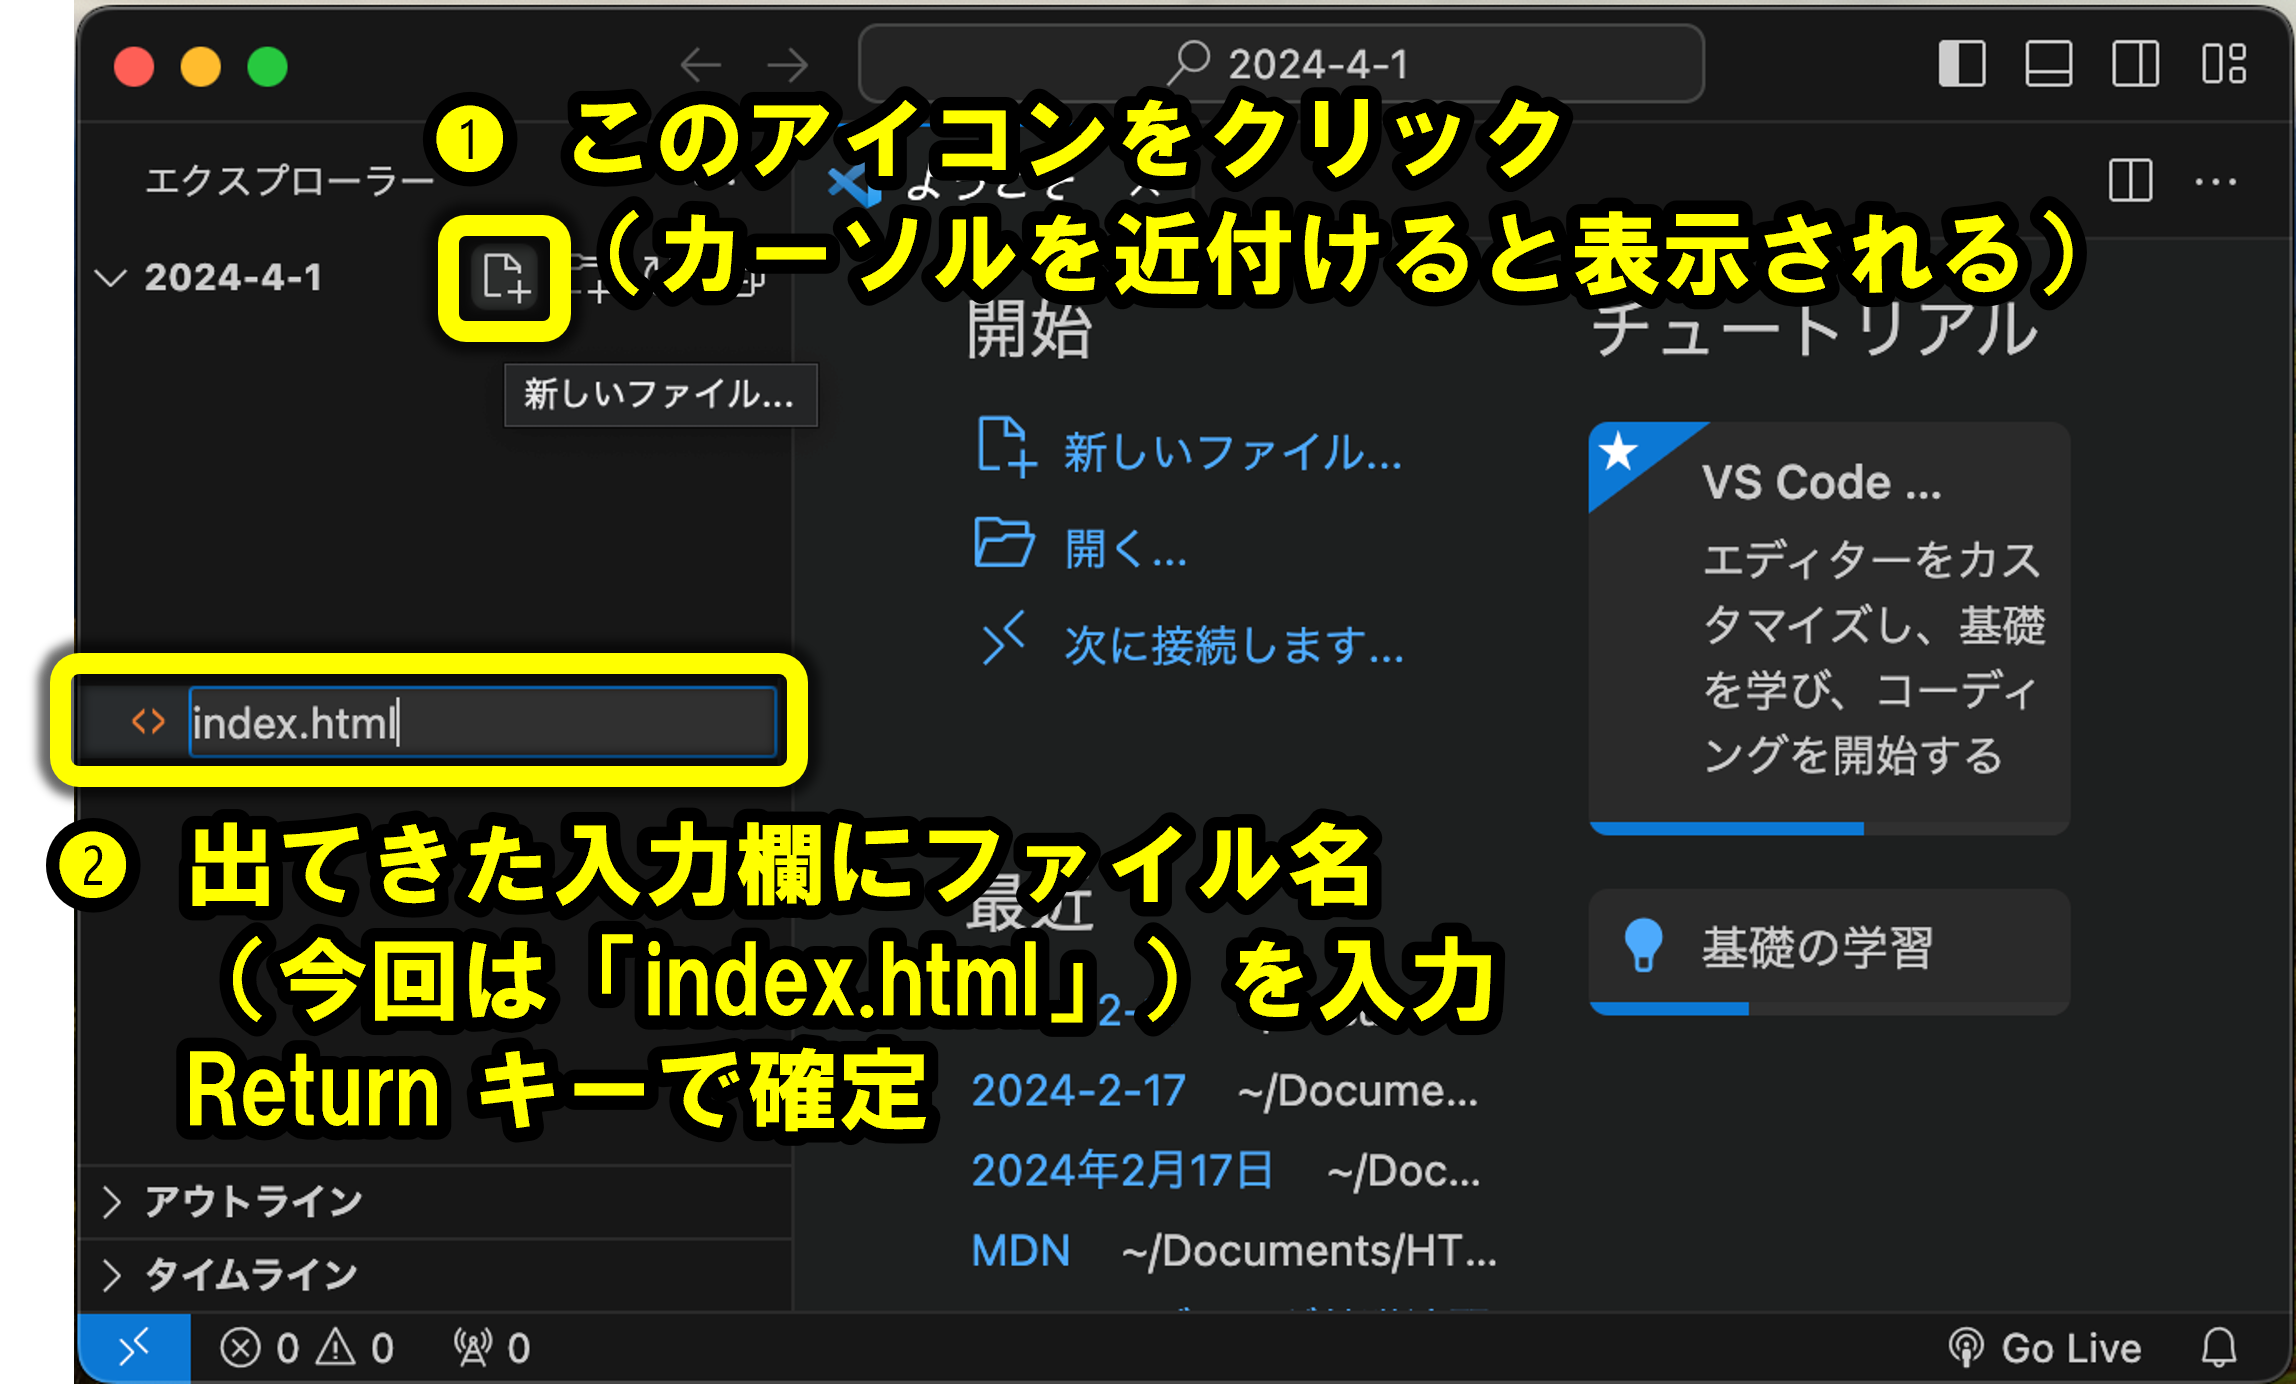 2024-4-1
❶ このアイコンをクリック
（カーソルを近付けると表示される）
エクスプローラー
ようこそ
2024-4-1
新しいファイル...
開始
新しいファイル...
開く...
次に接続します...
チュートリアル
VS Code ...
エディターをカス
タマイズし、基礎
を学び、コーディ
ングを開始する
基礎の学習
index.html
❷ 出てきた入力欄にファイル名
（今回は「index.html」）を入力
Return キーで確定
最近
2024-2-17 ~/Docume...
2024年2月17日 ~/Doc...
MDN ~/Documents/HT...
アウトライン
タイムライン
0 0 0
Go Live